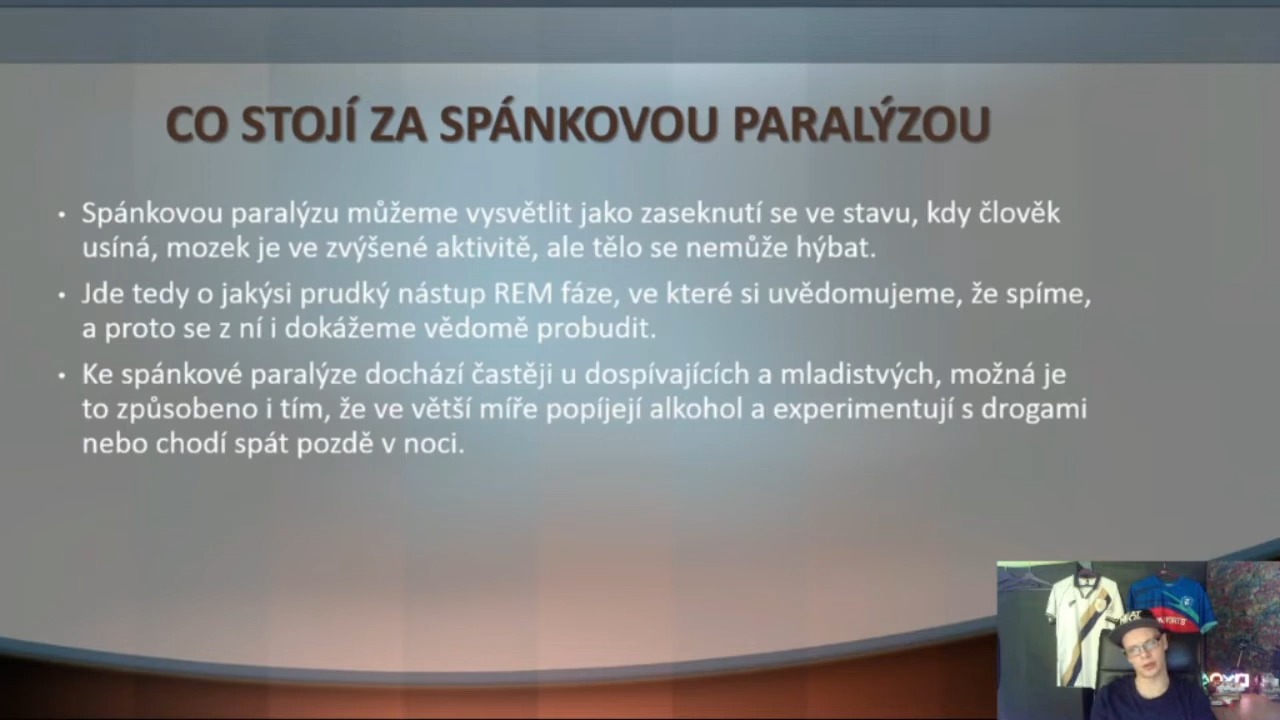 CO STOJÍ ZA SPÁNKOVOU PARALÝZOU
• Spánkovou paralýzu můžeme vysvětlit jako zaseknutí se ve stavu, kdy člověk
usíná, mozek je ve zvýšené aktivitě, ale tělo se nemůže hýbat.
• Jde tedy o jakýsi prudký nástup REM fáze, ve které si uvědomujeme, že spíme,
a proto se z ní i dokážeme vědomě probudit.
• Ke spánkové paralýze dochází častěji u dospívajících a mladistvých, možná je
to způsobeno i tím, že ve větší míře popíjejí alkohol a experimentují s drogami
nebo chodí spát pozdě v noci.